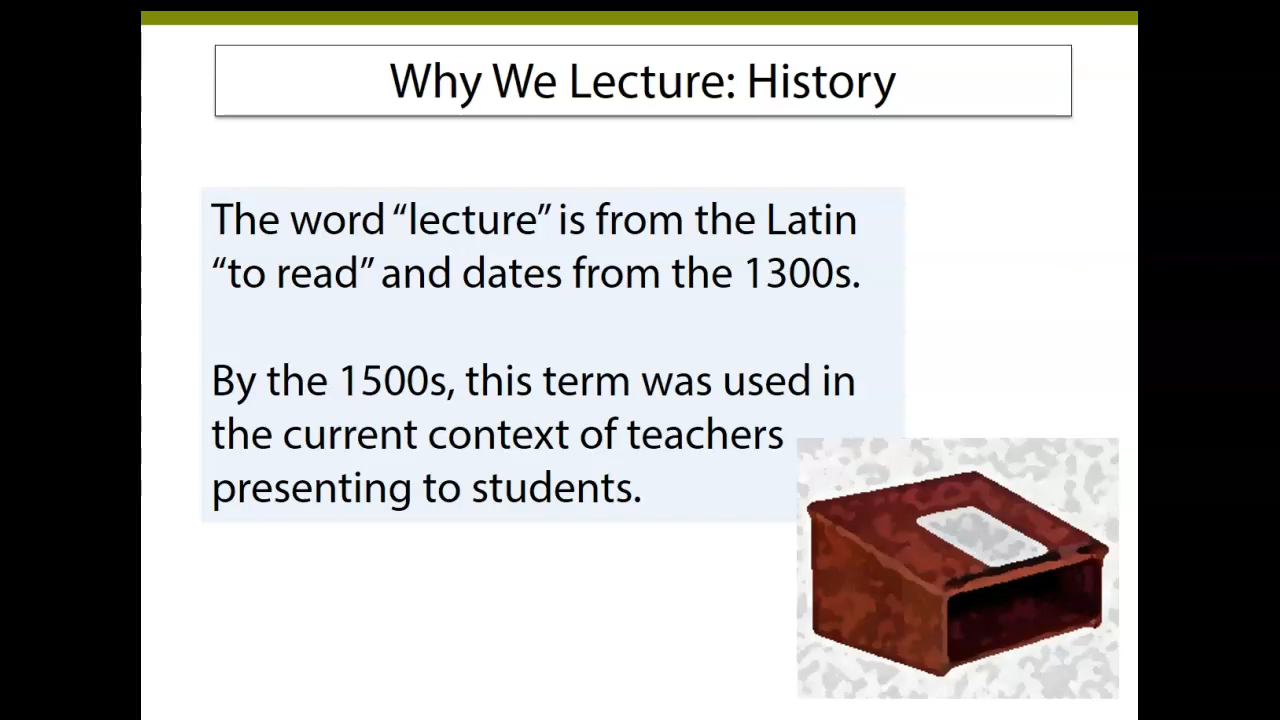 Why We Lecture: History
The word “lecture” is from the Latin
“to read” and dates from the 1300s.
By the 1500s, this term was used in
the current context of teachers
presenting to students.